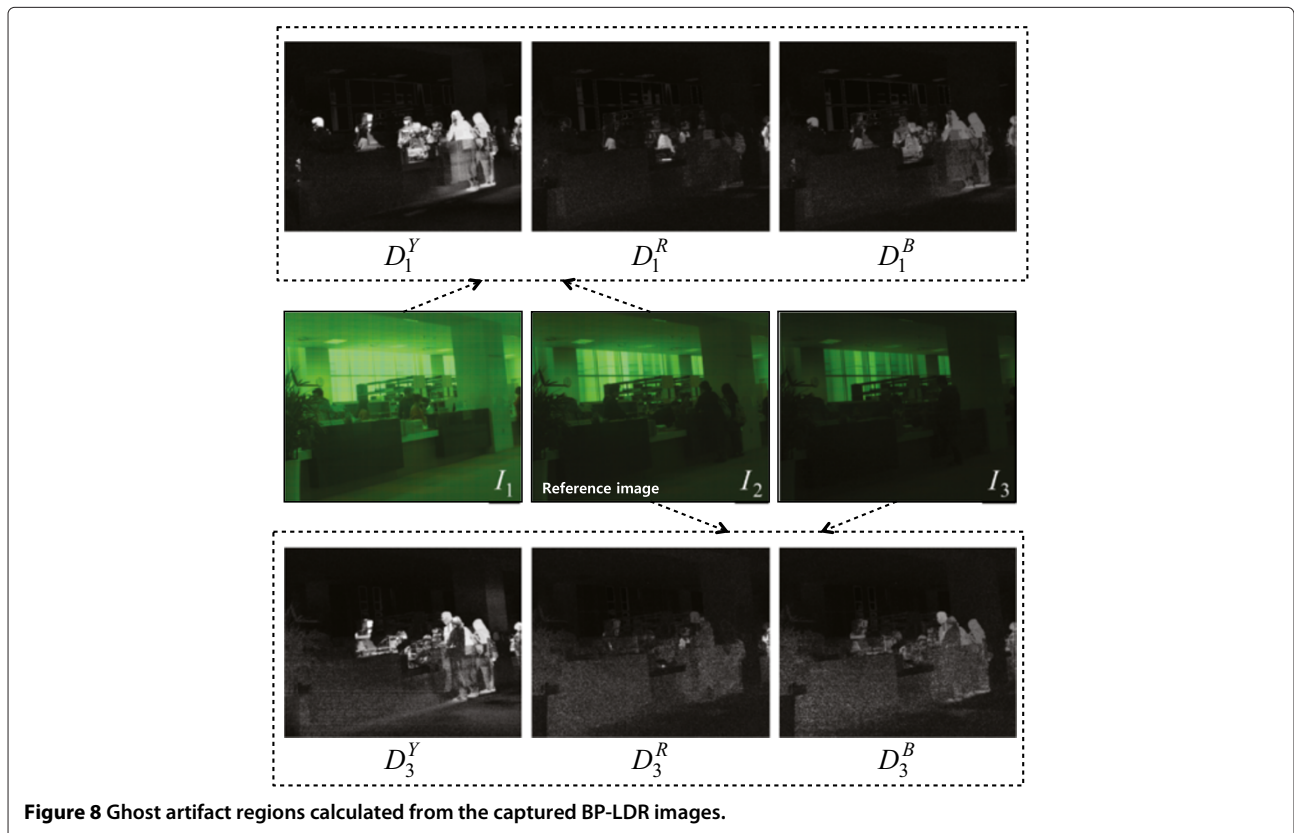 D_1^Y D_1^R D_1^B
I_1
Reference image I_2
I_3
D_3^Y D_3^R D_3^B
Figure 8 Ghost artifact regions calculated from the captured BP-LDR images.